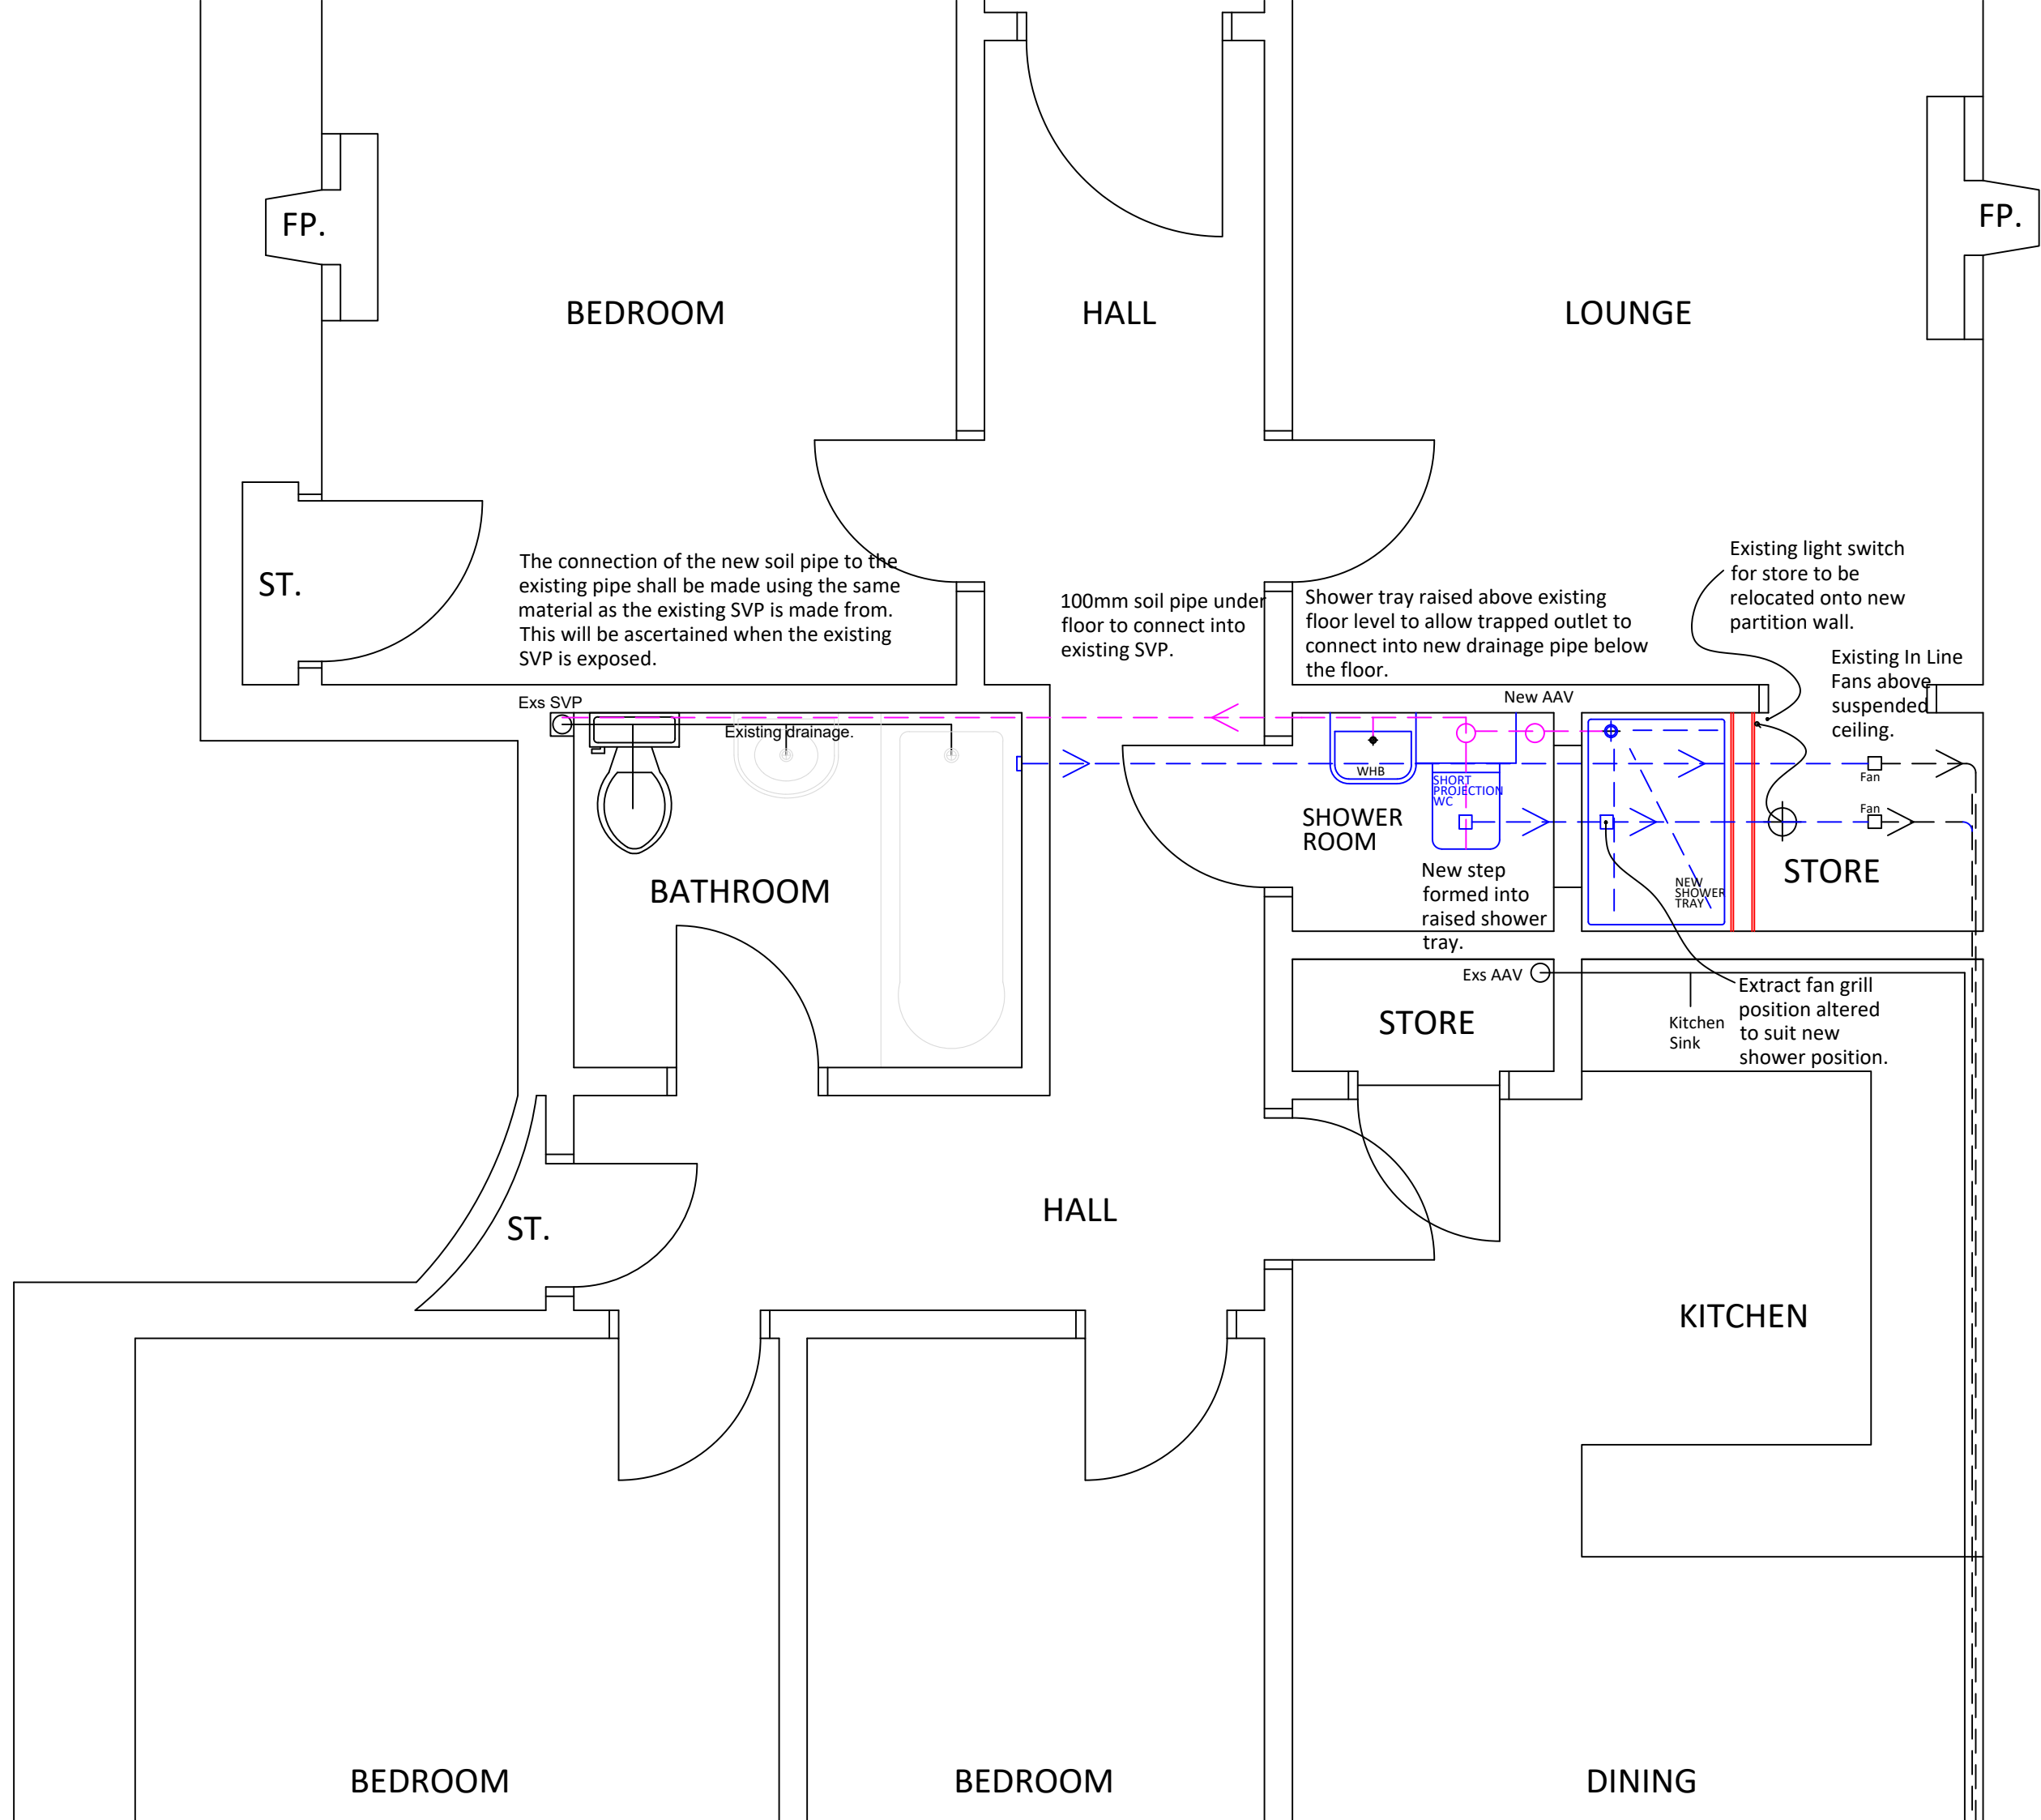 FP.
FP.
BEDROOM
HALL
LOUNGE
ST.
The connection of the new soil pipe to the
existing pipe shall be made using the same
material as the existing SVP is made from.
This will be ascertained when the existing
SVP is exposed.
100mm soil pipe under
floor to connect into
existing SVP.
Shower tray raised above existing
floor level to allow trapped outlet to
connect into new drainage pipe below
the floor.
Existing light switch
for store to be
relocated onto new
partition wall.
Existing In Line
Fans above
suspended
ceiling.
Exs SVP
New AAV
Existing drainage.
WHB
SHORT
PROJECTION
WC
Fan
Fan
SHOWER
ROOM
BATHROOM
New step
formed into
raised shower
tray.
NEW
SHOWER
TRAY
STORE
Exs AAV
STORE
Kitchen
Sink
Extract fan grill
position altered
to suit new
shower position.
ST.
HALL
KITCHEN
BEDROOM
BEDROOM
DINING